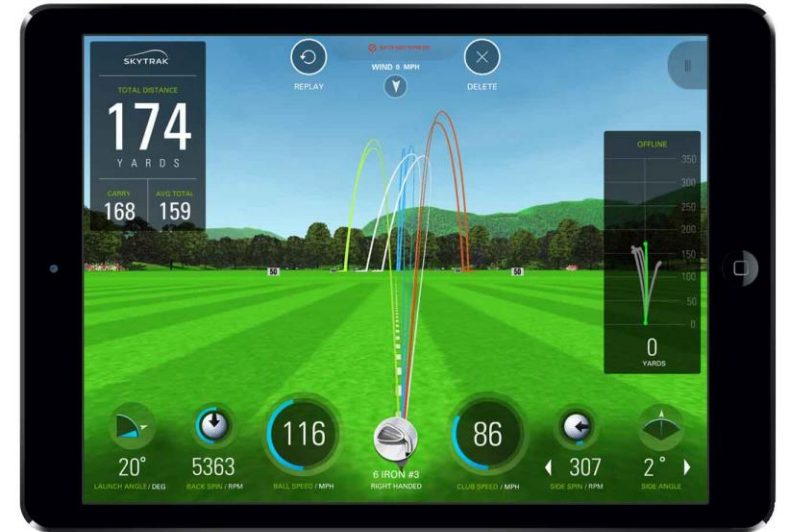 SKYTRAK
TOTAL DISTANCE
174
YARDS
CARRY
168
AVG TOTAL
159
REPLAY
WIND 0 MPH
DELETE
OFFLINE
350
300
250
200
150
100
50
0
0
YARDS
50
50
20°
LAUNCH ANGLE / DEG
5363
BACK SPIN / RPM
116
BALL SPEED / MPH
6 IRON #3
RIGHT HANDED
86
CLUB SPEED / MPH
307
SIDE SPIN / RPM
2°
SIDE ANGLE